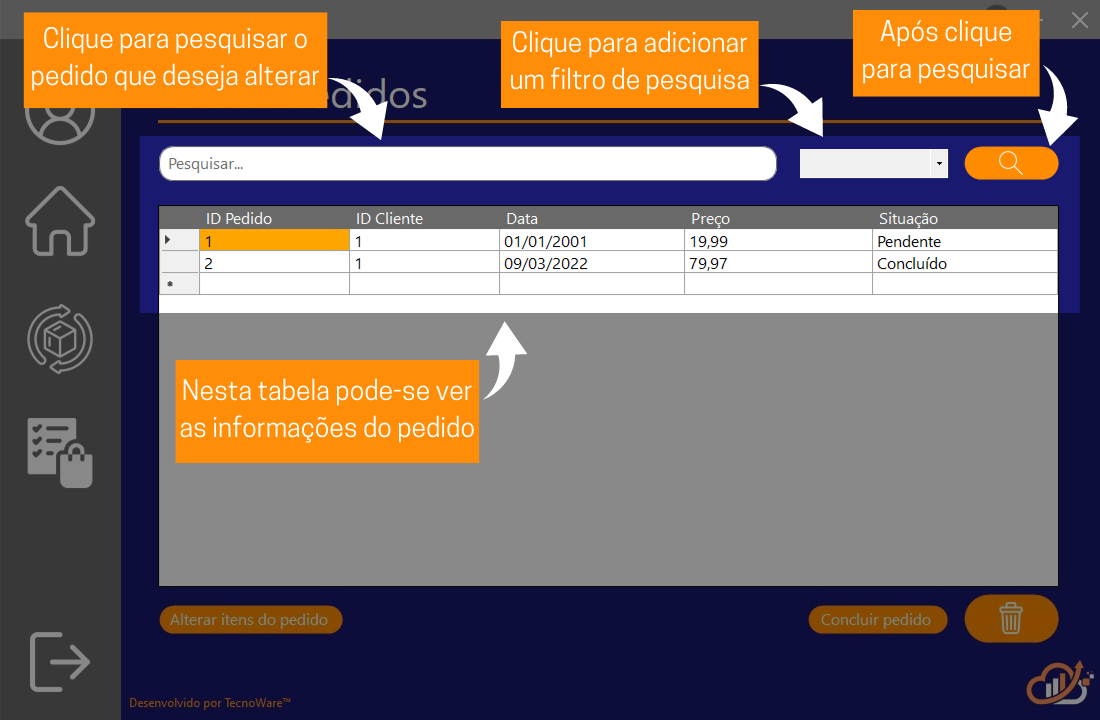 Clique para pesquisar o
pedido que deseja alterar
Clique para adicionar
um filtro de pesquisa
Após clique
para pesquisar
Pesquisar...
ID Pedido ID Cliente Data Preço Situação
1 1 01/01/2001 19,99 Pendente
2 1 09/03/2022 79,97 Concluído
*
Nesta tabela pode-se ver
as informações do pedido
Alterar itens do pedido
Concluir pedido
Desenvolvido por TecnoWare™